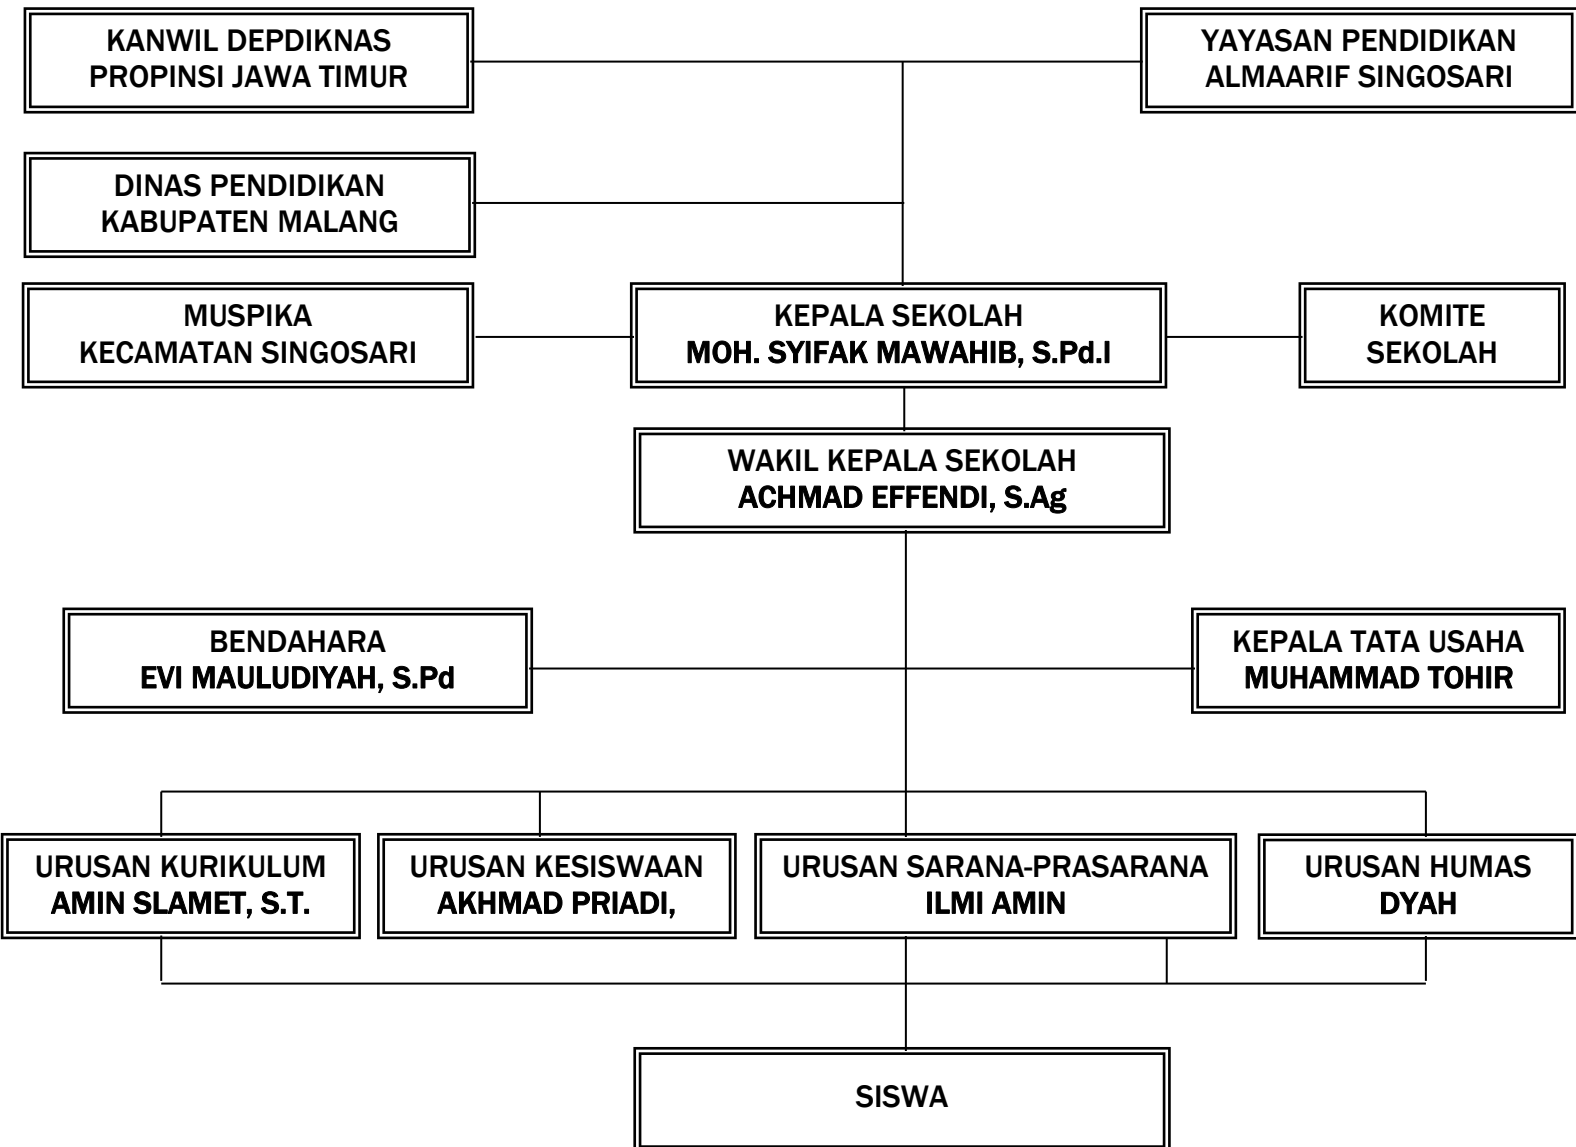 KANWIL DEPDIKNAS
PROPINSI JAWA TIMUR
YAYASAN PENDIDIKAN
ALMAARIF SINGOSARI
DINAS PENDIDIKAN
KABUPATEN MALANG
MUSPIKA
KECAMATAN SINGOSARI
KEPALA SEKOLAH
MOH. SYIFAK MAWAHIB, S.Pd.I
KOMITE
SEKOLAH
WAKIL KEPALA SEKOLAH
ACHMAD EFFENDI, S.Ag
BENDAHARA
EVI MAULUDIYAH, S.Pd
KEPALA TATA USAHA
MUHAMMAD TOHIR
URUSAN KURIKULUM
AMIN SLAMET, S.T.
URUSAN KESISWAAN
AKHMAD PRIADI,
URUSAN SARANA-PRASARANA
ILMI AMIN
URUSAN HUMAS
DYAH
SISWA